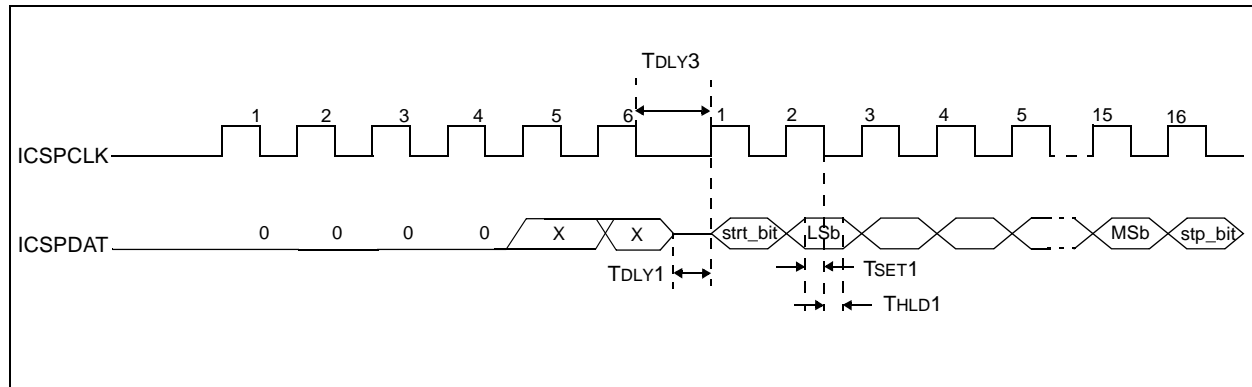 TDLY3
1 2 3 4 5 6 1 2 3 4 5 15 16
ICSPCLK
ICSPDAT
0 0 0 0 X X strt_bit LSb MSb stp_bit
TDLY1
TSET1
THLD1